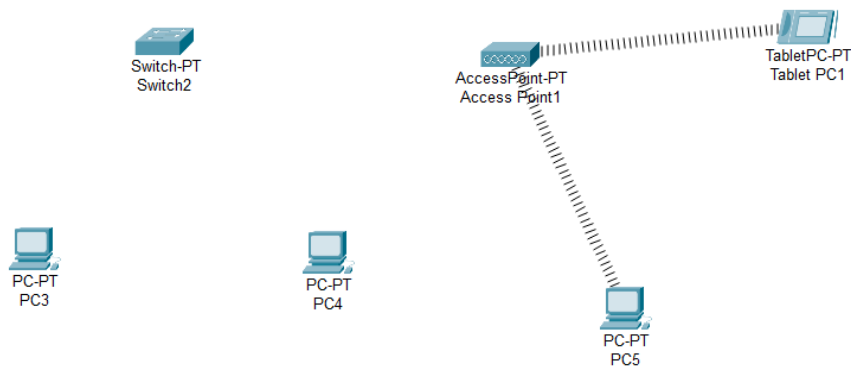 Switch-PT
Switch2
AccessPoint-PT
Access Point1
TabletPC-PT
Tablet PC1
PC-PT
PC3
PC-PT
PC4
PC-PT
PC5